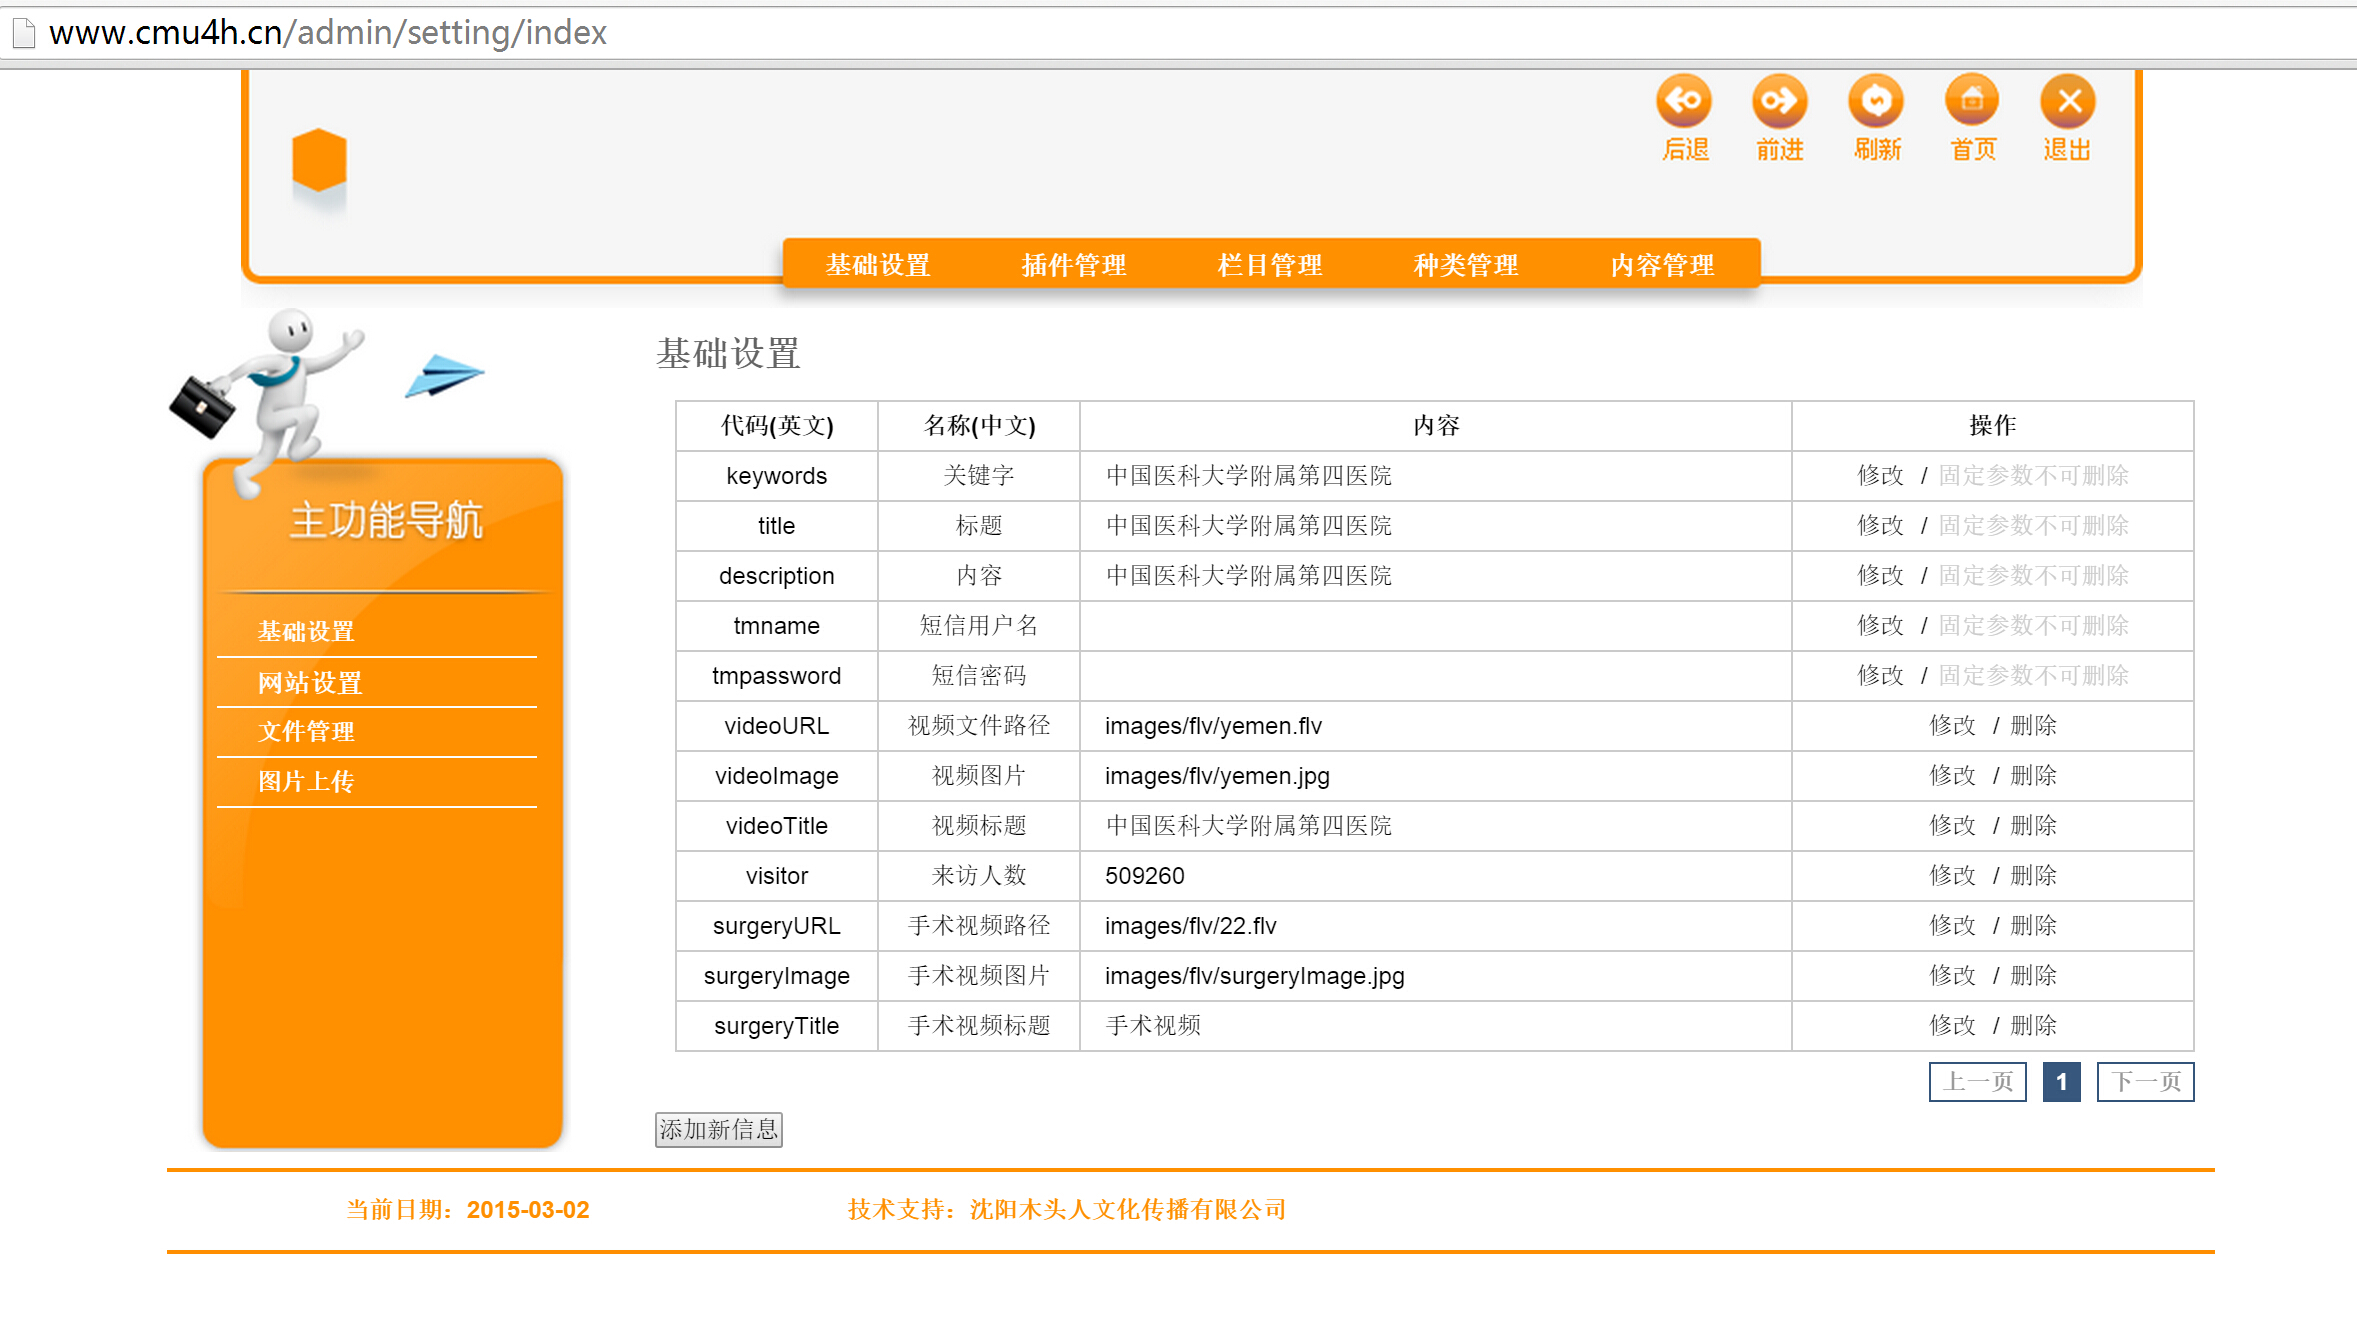 www.cmu4h.cn/admin/setting/index
后退 前进 刷新 首页 退出
基础设置 插件管理 栏目管理 种类管理 内容管理
主功能导航
基础设置
网站设置
文件管理
图片上传
基础设置
代码(英文) 名称(中文) 内容 操作
keywords 关键字 中国医科大学附属第四医院 修改 / 固定参数不可删除
title 标题 中国医科大学附属第四医院 修改 / 固定参数不可删除
description 内容 中国医科大学附属第四医院 修改 / 固定参数不可删除
tmname 短信用户名 修改 / 固定参数不可删除
tmpassword 短信密码 修改 / 固定参数不可删除
videoURL 视频文件路径 images/flv/yemen.flv 修改 / 删除
videoImage 视频图片 images/flv/yemen.jpg 修改 / 删除
videoTitle 视频标题 中国医科大学附属第四医院 修改 / 删除
visitor 来访人数 509260 修改 / 删除
surgeryURL 手术视频路径 images/flv/22.flv 修改 / 删除
surgeryImage 手术视频图片 images/flv/surgeryImage.jpg 修改 / 删除
surgeryTitle 手术视频标题 手术视频 修改 / 删除
上一页 1 下一页
添加新信息
当前日期：2015-03-02 技术支持：沈阳木头人文化传播有限公司